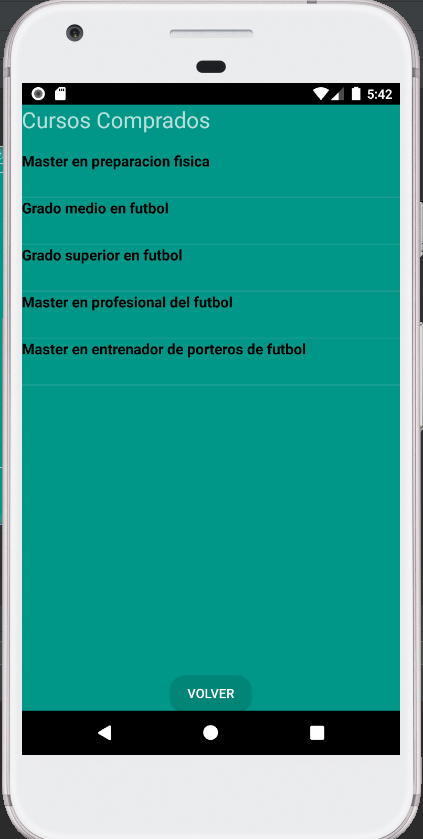 5:42
Cursos Comprados
Master en preparacion fisica
Grado medio en futbol
Grado superior en futbol
Master en profesional del futbol
Master en entrenador de porteros de futbol
VOLVER